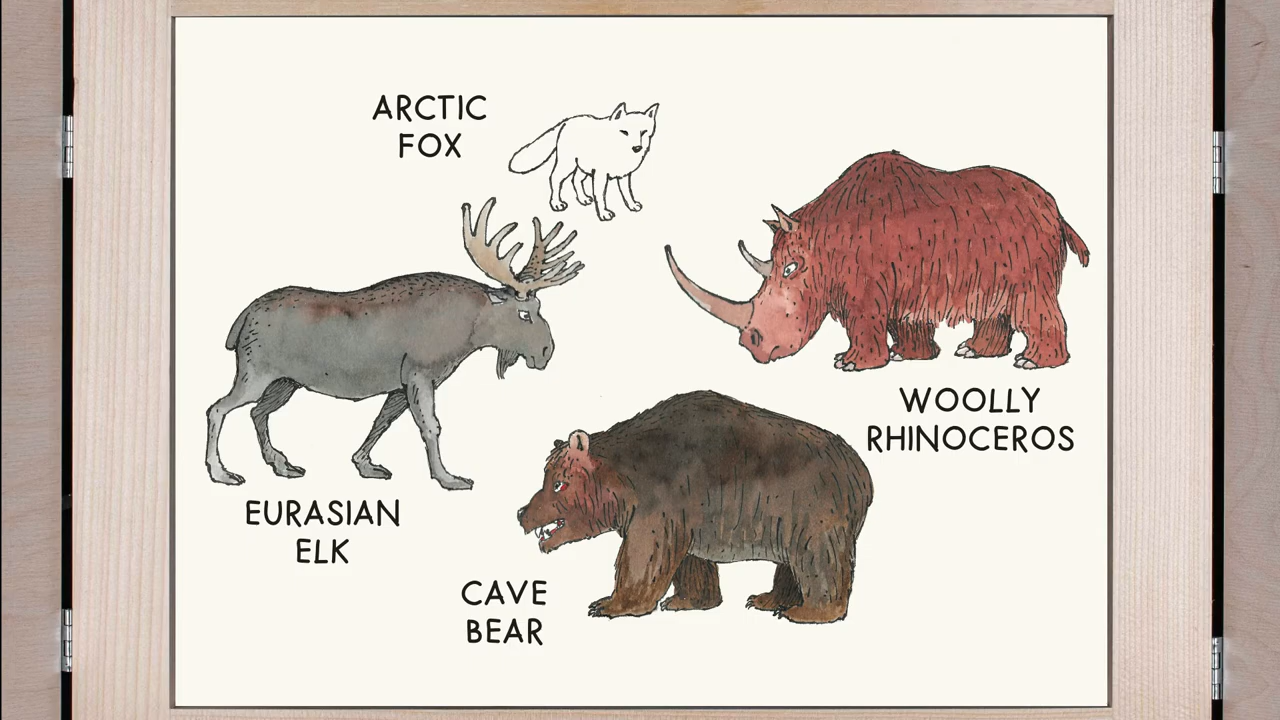 ARCTIC
FOX
EURASIAN
ELK
WOOLLY
RHINOCEROS
CAVE
BEAR